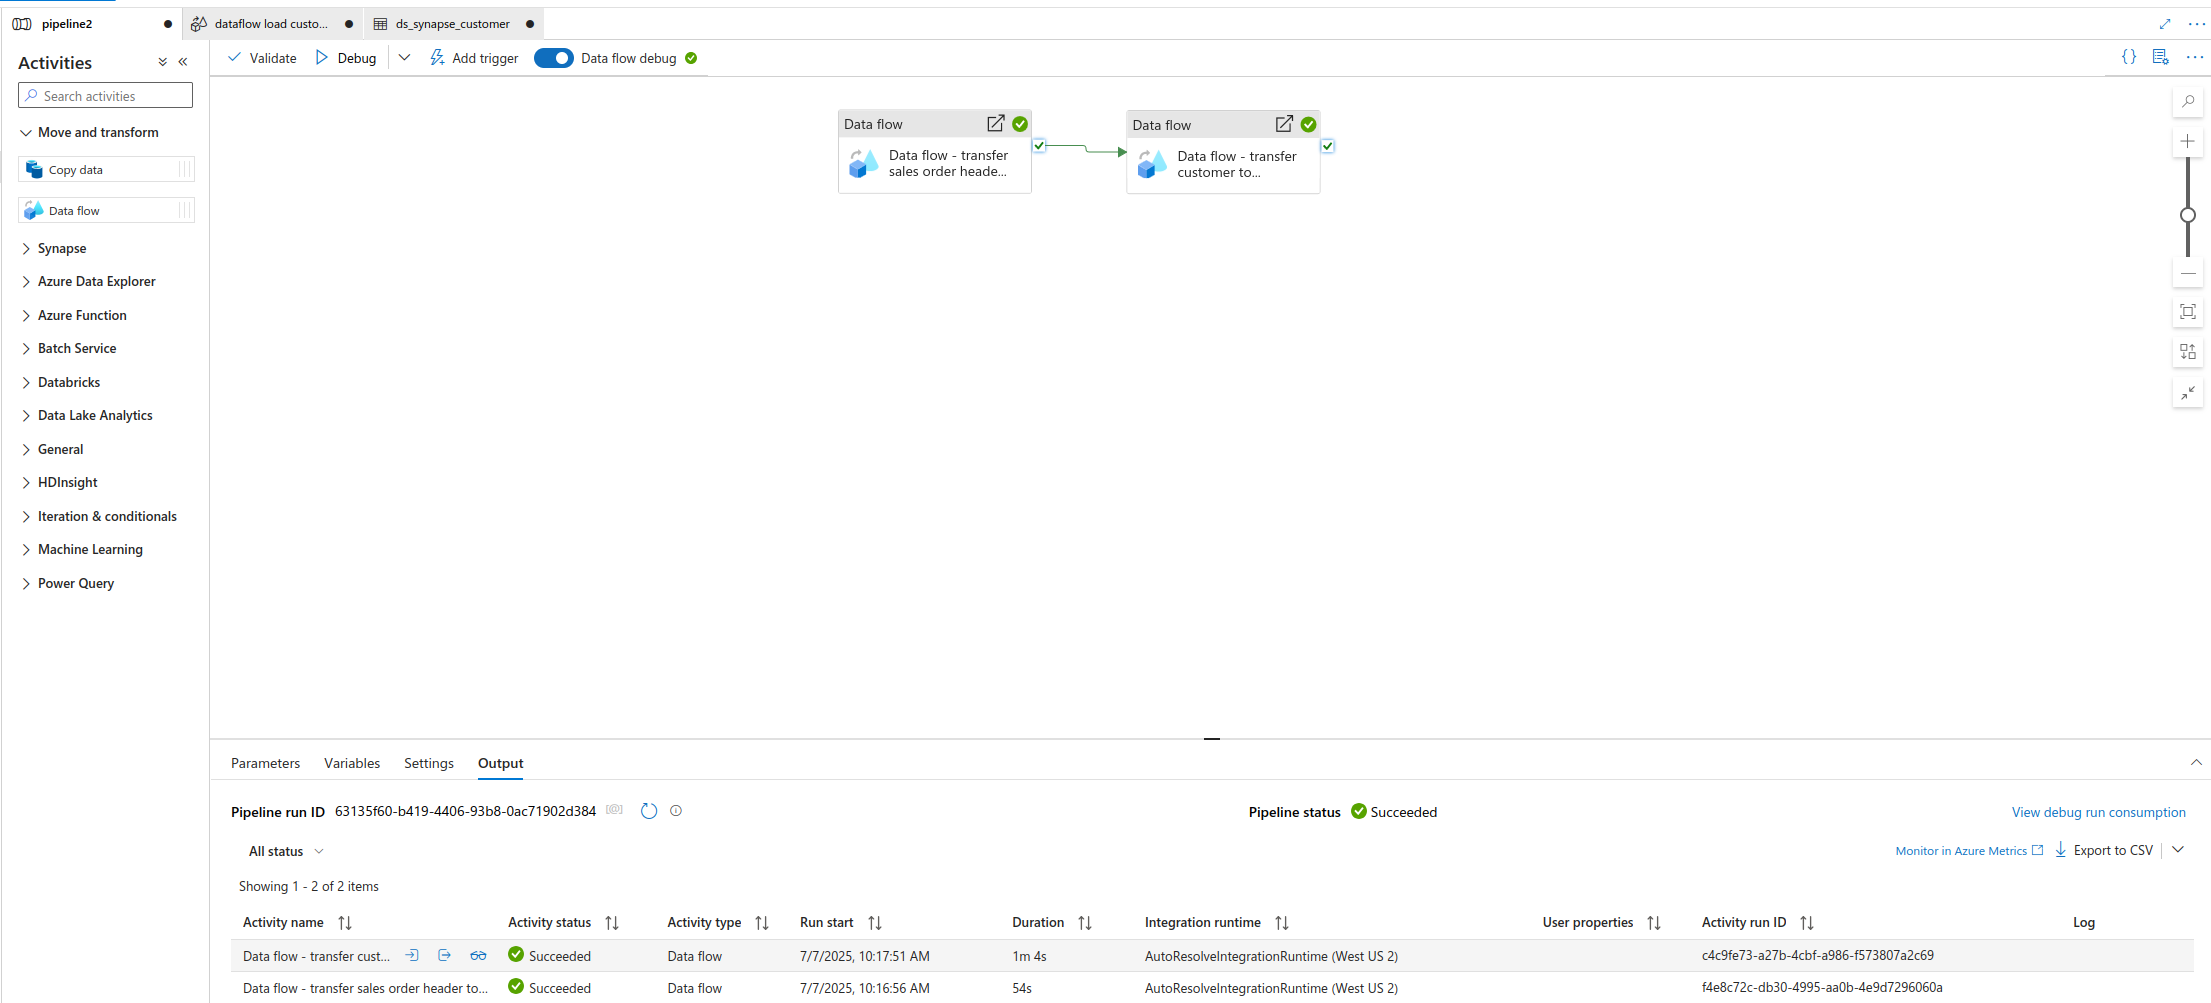 pipeline2
dataflow load custo...
ds_synapse_customer
Activities
Search activities
Move and transform
Copy data
Data flow
Synapse
Azure Data Explorer
Azure Function
Batch Service
Databricks
Data Lake Analytics
General
HDInsight
Iteration & conditionals
Machine Learning
Power Query
Validate
Debug
Add trigger
Data flow debug
{}
Data flow
Data flow - transfer
sales order heade...
Data flow
Data flow - transfer
customer to...
Parameters Variables Settings Output
Pipeline run ID 63135f60-b419-4406-93b8-0ac71902d384 [@]
Pipeline status Succeeded
View debug run consumption
All status
Monitor in Azure Metrics
Export to CSV
Showing 1 - 2 of 2 items
Activity name Activity status Activity type Run start Duration Integration runtime User properties Activity run ID Log
Data flow - transfer cust... Succeeded Data flow 7/7/2025, 10:17:51 AM 1m 4s AutoResolveIntegrationRuntime (West US 2) c4c9fe73-a27b-4cbf-a986-f573807a2c69
Data flow - transfer sales order header to... Succeeded Data flow 7/7/2025, 10:16:56 AM 54s AutoResolveIntegrationRuntime (West US 2) f4e8c72c-db30-4995-aa0b-4e9d7296060a